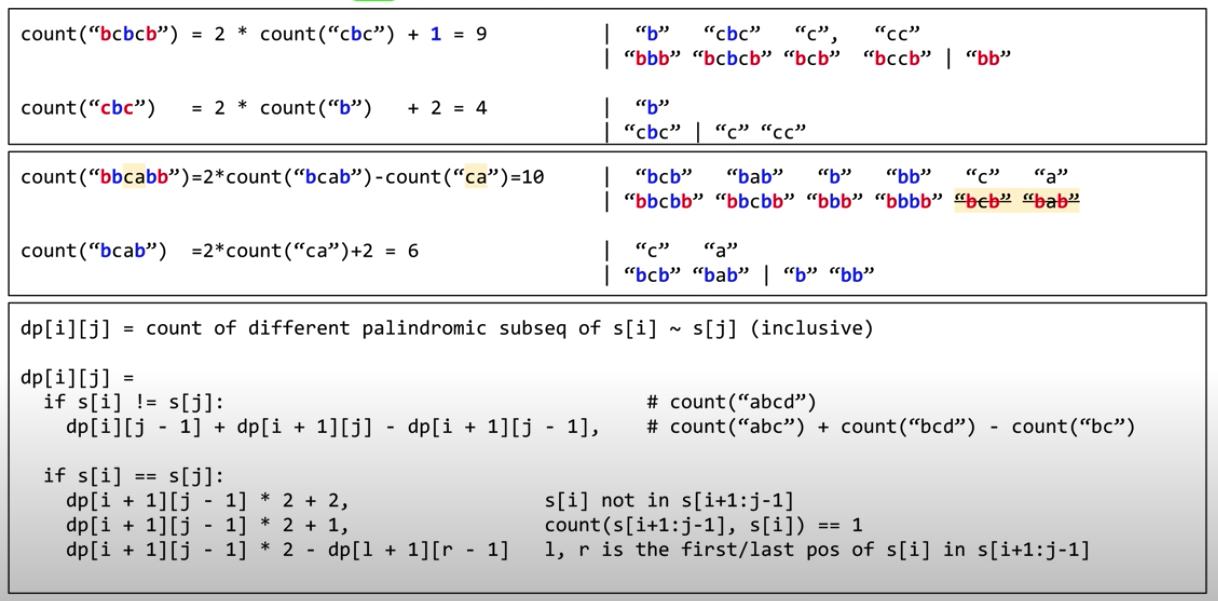 count(“bcbcb”) = 2 * count(“cbc”) + 1 = 9 | “b” “cbc” “c”, “cc”
| “bbb” “bcbcb” “bcb” “bccb” | “bb”
count(“cbc”) = 2 * count(“b”) + 2 = 4 | “b”
| “cbc” | “c” “cc”
count(“bbcabb”)=2*count(“bcab”)-count(“ca”)=10 | “bcb” “bab” “b” “bb” “c” “a”
| “bbcbb” “bbcbb” “bbb” “bbbb” “bcb” “bab”
count(“bcab”) =2*count(“ca”)+2 = 6 | “c” “a”
| “bcb” “bab” | “b” “bb”
dp[i][j] = count of different palindromic subseq of s[i] ~ s[j] (inclusive)
dp[i][j] =
if s[i] != s[j]: # count(“abcd”)
dp[i][j - 1] + dp[i + 1][j] - dp[i + 1][j - 1], # count(“abc”) + count(“bcd”) - count(“bc”)
if s[i] == s[j]:
dp[i + 1][j - 1] * 2 + 2, s[i] not in s[i+1:j-1]
dp[i + 1][j - 1] * 2 + 1, count(s[i+1:j-1], s[i]) == 1
dp[i + 1][j - 1] * 2 - dp[l + 1][r - 1] l, r is the first/last pos of s[i] in s[i+1:j-1]